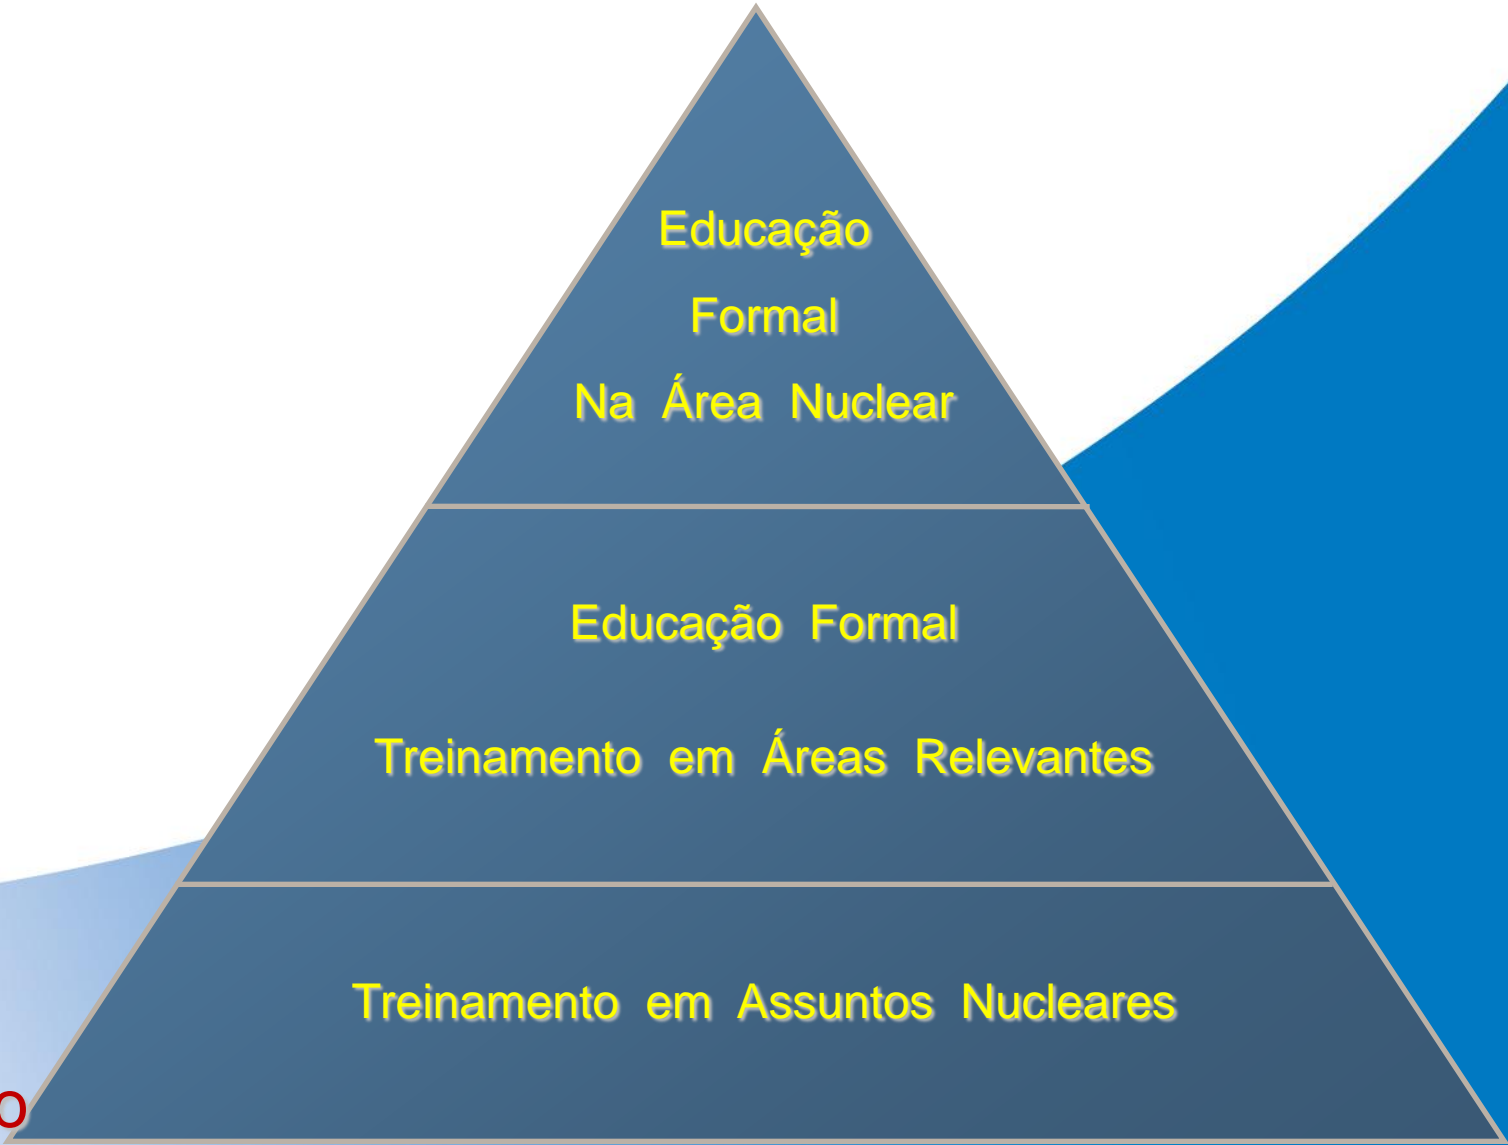 Educação
Formal
Na Área Nuclear
Educação Formal
Treinamento em Áreas Relevantes
Treinamento em Assuntos Nucleares
o